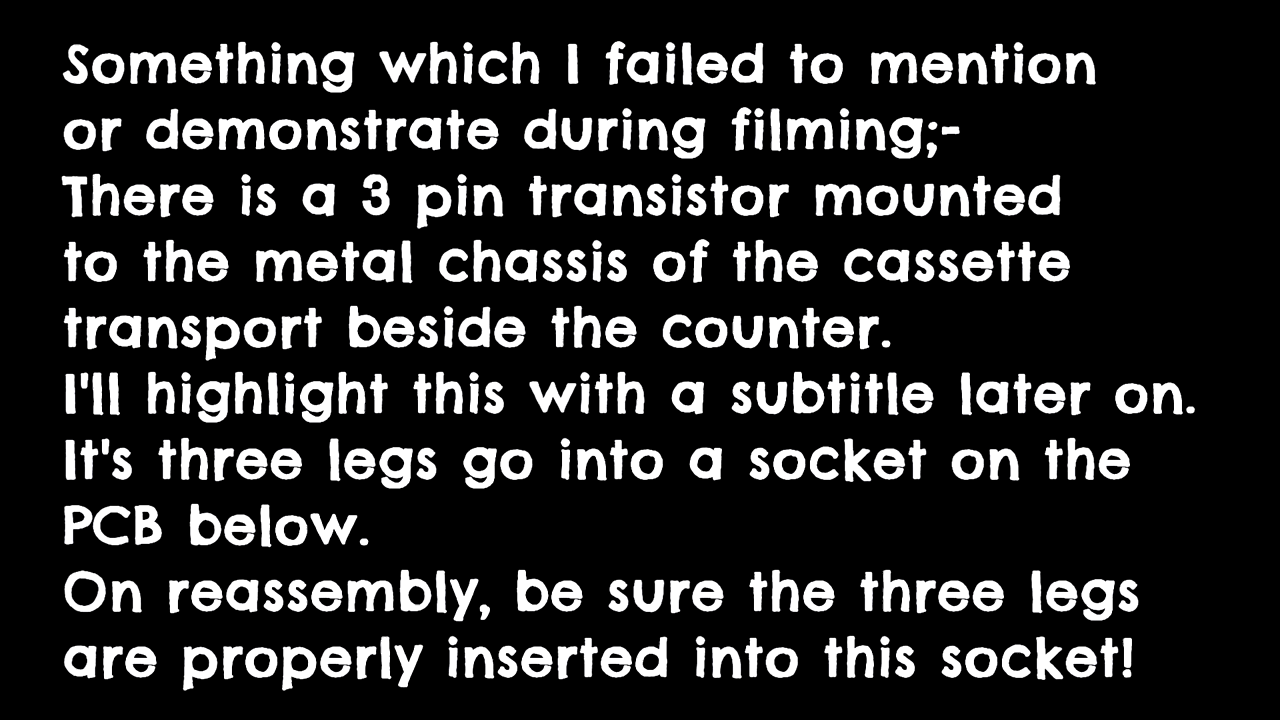 Something which I failed to mention
or demonstrate during filming;-
There is a 3 pin transistor mounted
to the metal chassis of the cassette
transport beside the counter.
I'll highlight this with a subtitle later on.
It's three legs go into a socket on the
PCB below.
On reassembly, be sure the three legs
are properly inserted into this socket!